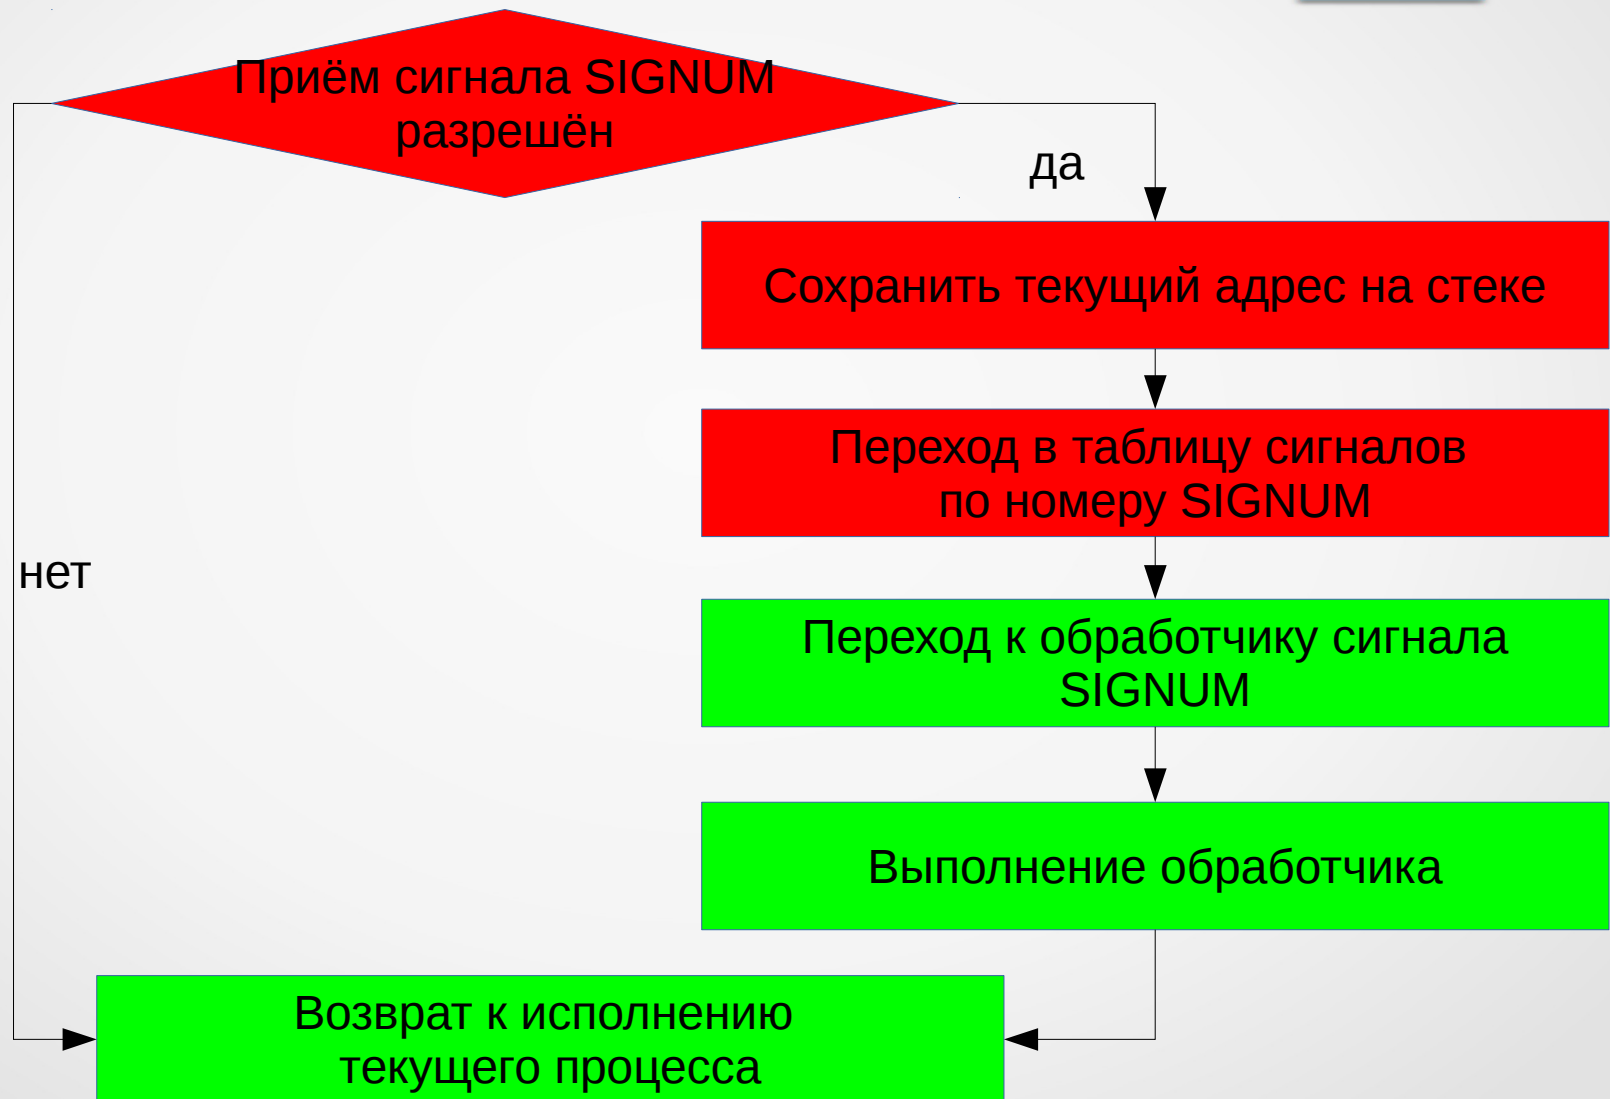 Приём сигнала SIGNUM
разрешён
да
Сохранить текущий адрес на стеке
Переход в таблицу сигналов
по номеру SIGNUM
нет
Переход к обработчику сигнала
SIGNUM
Выполнение обработчика
Возврат к исполнению
текущего процесса